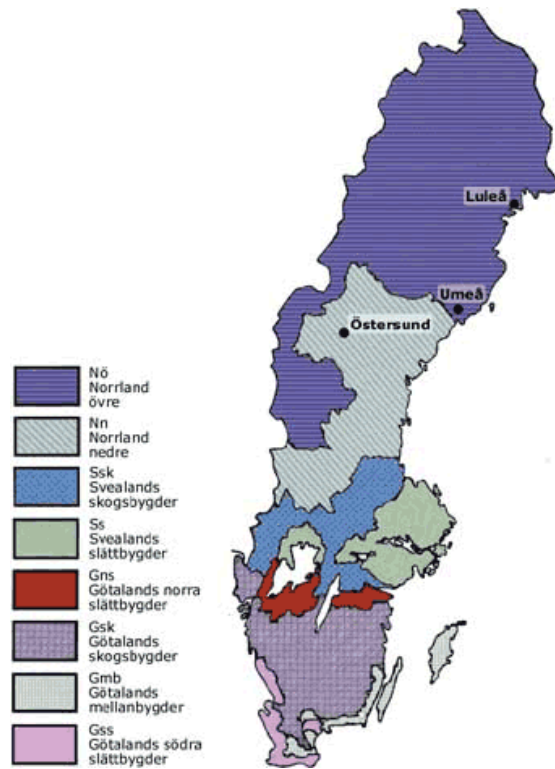 Luleå
Umeå
Östersund
Nö
Norrland
övre
Nn
Norrland
nedre
Ssk
Svealands
skogsbygder
Ss
Svealands
slättbygder
Gns
Götalands norra
slättbygder
Gsk
Götalands
skogsbygder
Gmb
Götalands
mellanbygder
Gss
Götalands södra
slättbygder